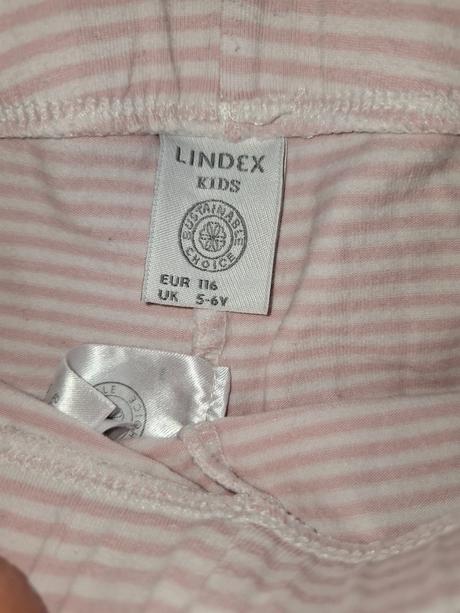 LINDEX
KIDS
SUSTAINABLE
CHOICE
EUR 116
UK 5-6Y